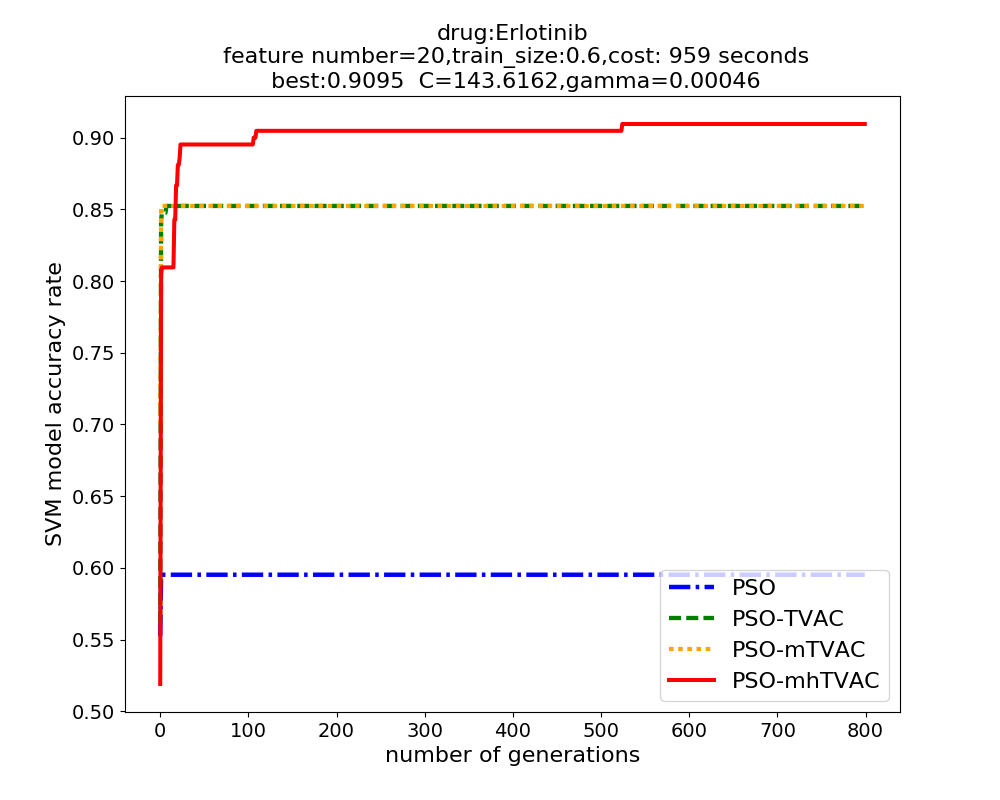 drug:Erlotinib
feature number=20,train_size:0.6,cost: 959 seconds
best:0.9095  C=143.6162,gamma=0.00046
SVM model accuracy rate
0.90
0.85
0.80
0.75
0.70
0.65
0.60
0.55
0.50
PSO
PSO-TVAC
PSO-mTVAC
PSO-mhTVAC
0 100 200 300 400 500 600 700 800
number of generations